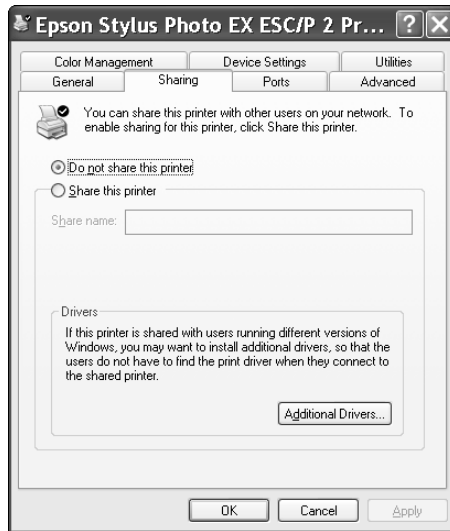 Epson Stylus Photo EX ESC/P 2 Pr...
Color Management Device Settings Utilities
General Sharing Ports Advanced
You can share this printer with other users on your network. To
enable sharing for this printer, click Share this printer.
Do not share this printer
Share this printer
Share name:
Drivers
If this printer is shared with users running different versions of
Windows, you may want to install additional drivers, so that the
users do not have to find the print driver when they connect to
the shared printer.
Additional Drivers...
OK Cancel Apply